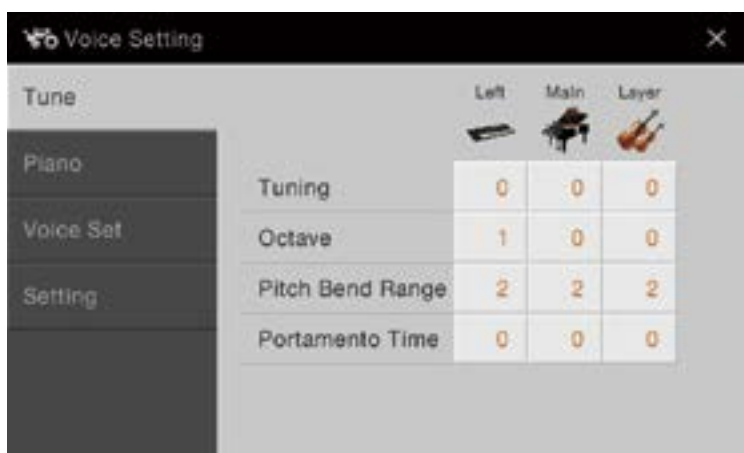 Voice Setting
Tune
Piano
Voice Set
Setting
Left Main Layer
Tuning 0 0 0
Octave 1 0 0
Pitch Bend Range 2 2 2
Portamento Time 0 0 0